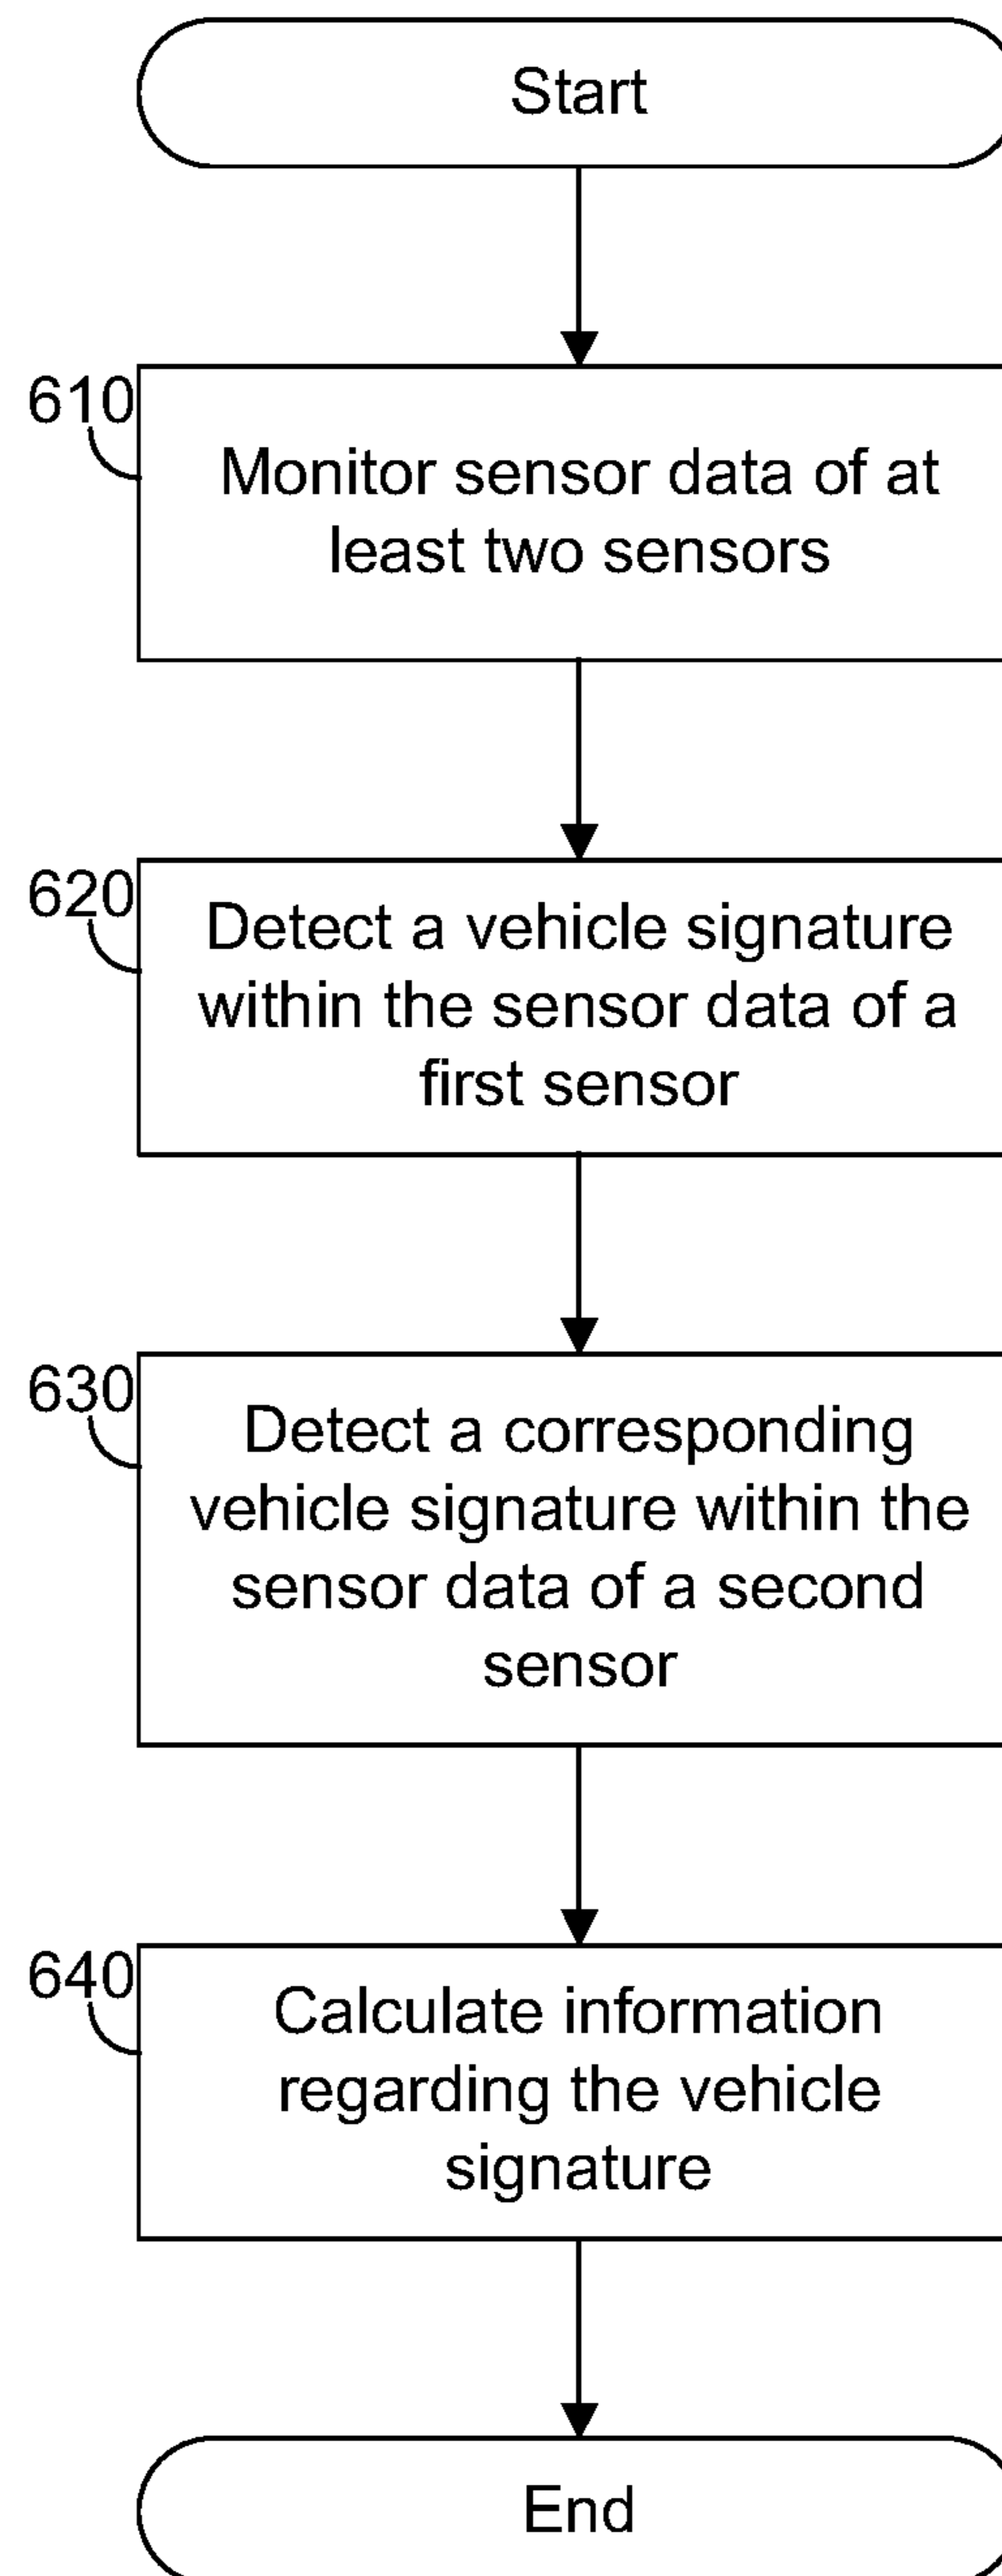 Start
610
Monitor sensor data of at
least two sensors
620
Detect a vehicle signature
within the sensor data of a
first sensor
630
Detect a corresponding
vehicle signature within the
sensor data of a second
sensor
640
Calculate information
regarding the vehicle
signature
End